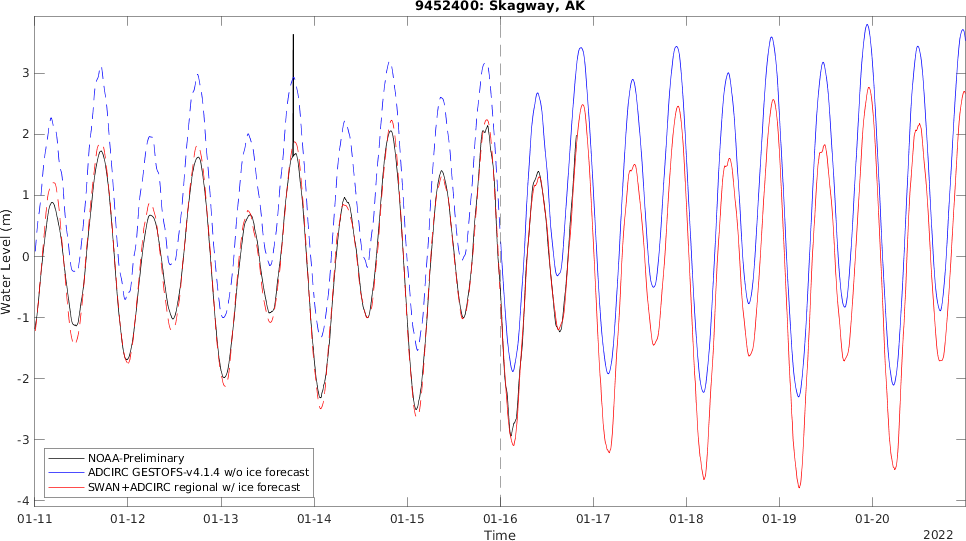 9452400: Skagway, AK
Water Level (m)
3
2
1
0
-1
-2
-3
-4
NOAA-Preliminary
ADCIRC GESTOFS-v4.1.4 w/o ice forecast
SWAN+ADCIRC regional w/ ice forecast
01-11 01-12 01-13 01-14 01-15 01-16 01-17 01-18 01-19 01-20
Time
2022